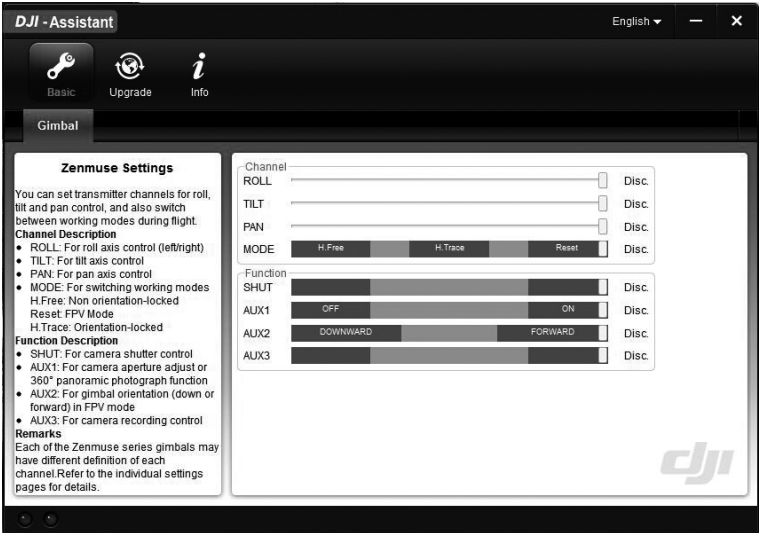 DJI - Assistant
English
Basic
Upgrade
Info
Gimbal
Zenmuse Settings
You can set transmitter channels for roll,
tilt and pan control, and also switch
between working modes during flight.
Channel Description
● ROLL: For roll axis control (left/right)
● TILT: For tilt axis control
● PAN: For pan axis control
● MODE: For switching working modes
H.Free: Non orientation-locked
Reset: FPV Mode
H.Trace: Orientation-locked
Function Description
● SHUT: For camera shutter control
● AUX1: For camera aperture adjust or
360° panoramic photograph function
● AUX2: For gimbal orientation (down or
forward) in FPV mode
● AUX3: For camera recording control
Remarks
Each of the Zenmuse series gimbals may
have different definition of each
channel.Refer to the individual settings
pages for details.
Channel
ROLL Disc.
TILT Disc.
PAN Disc.
MODE H.Free H.Trace Reset Disc.
Function
SHUT Disc.
AUX1 OFF ON Disc.
AUX2 DOWNWARD FORWARD Disc.
AUX3 Disc.
dji